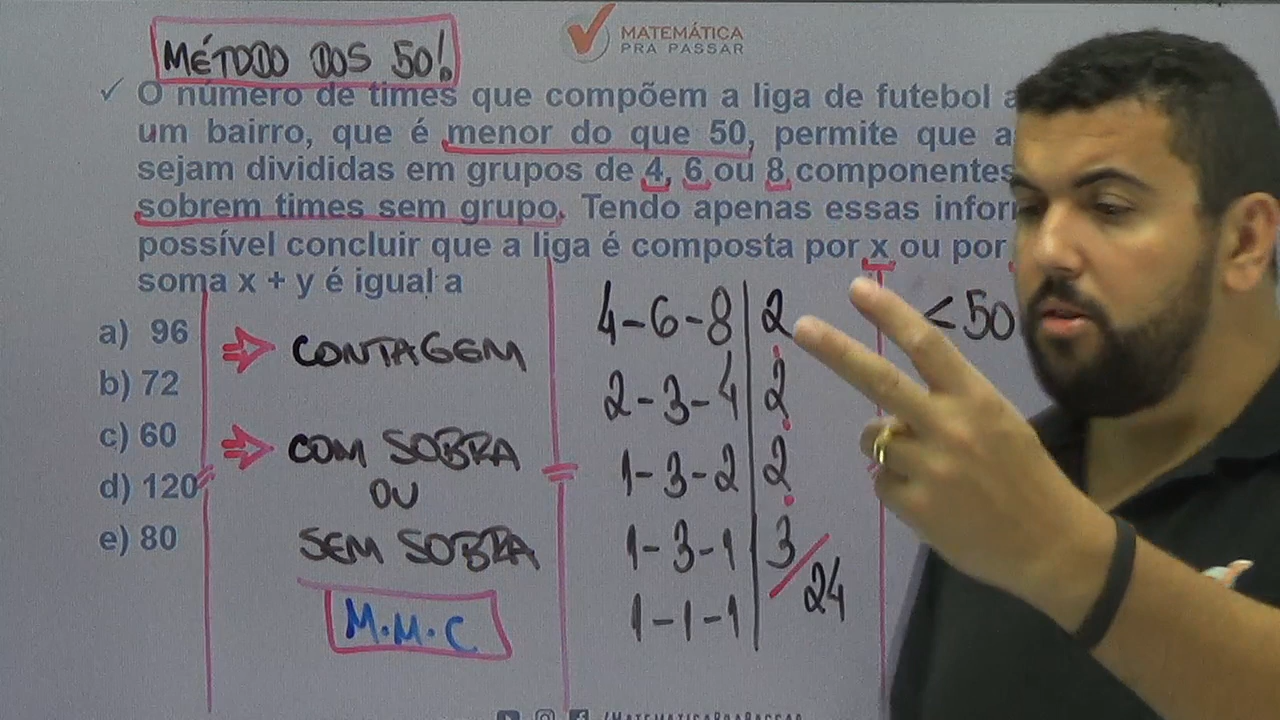 MÉTODO DOS 50!
MATEMÁTICA
PRA PASSAR
✓ O número de times que compõem a liga de futebol
um bairro, que é menor do que 50, permite que
sejam divididas em grupos de 4, 6 ou 8 componentes
sobrem times sem grupo. Tendo apenas essas
possível concluir que a liga é composta por x ou por
soma x + y é igual a
a) 96
b) 72
c) 60
d) 120
e) 80
⇒ CONTAGEM
⇒ COM SOBRA
OU
SEM SOBRA
M.M.C
4-6-8 | 2
2-3-4 | 2
1-3-2 | 2
1-3-1 | 3
1-1-1
24
< 50
/MATEMATICAPRAPASSAR